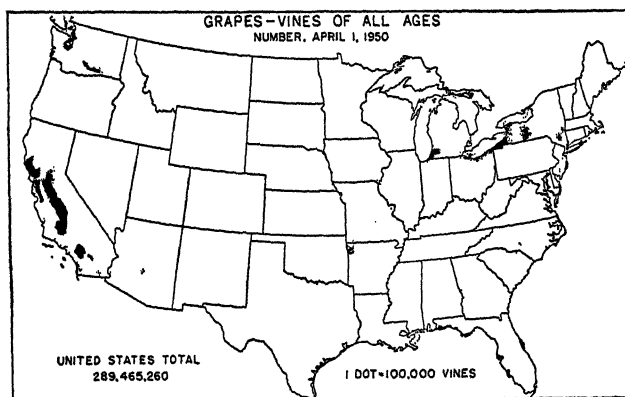 GRAPES-VINES OF ALL AGES
NUMBER, APRIL 1, 1950
UNITED STATES TOTAL
289,465,260
1 DOT=100,000 VINES